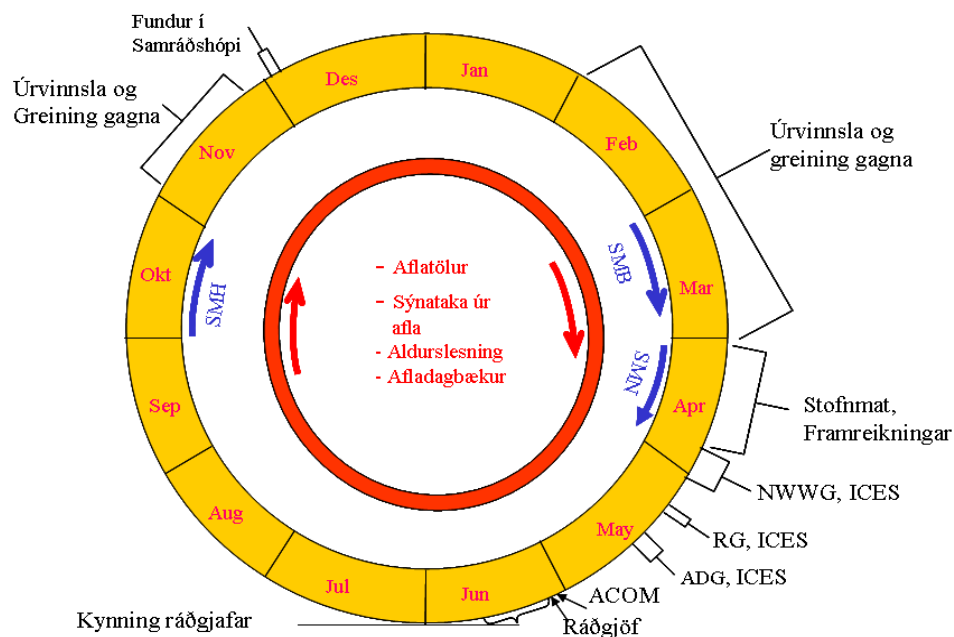 Fundur í
Samráðshópi
Úrvinnsla og
Greining gagna
Des
Jan
Nov
Feb
Úrvinnsla og
greining gagna
Okt
SMH
SMB
Mar
- Aflatölur
- Sýnataka úr
afla
- Aldurslesning
- Afladagbækur
SMN
Sep
Apr
Stofnmat,
Framreikningar
NWWG, ICES
Aug
May
RG, ICES
ADG, ICES
Jul
Jun
ACOM
Ráðgjöf
Kynning ráðgjafar